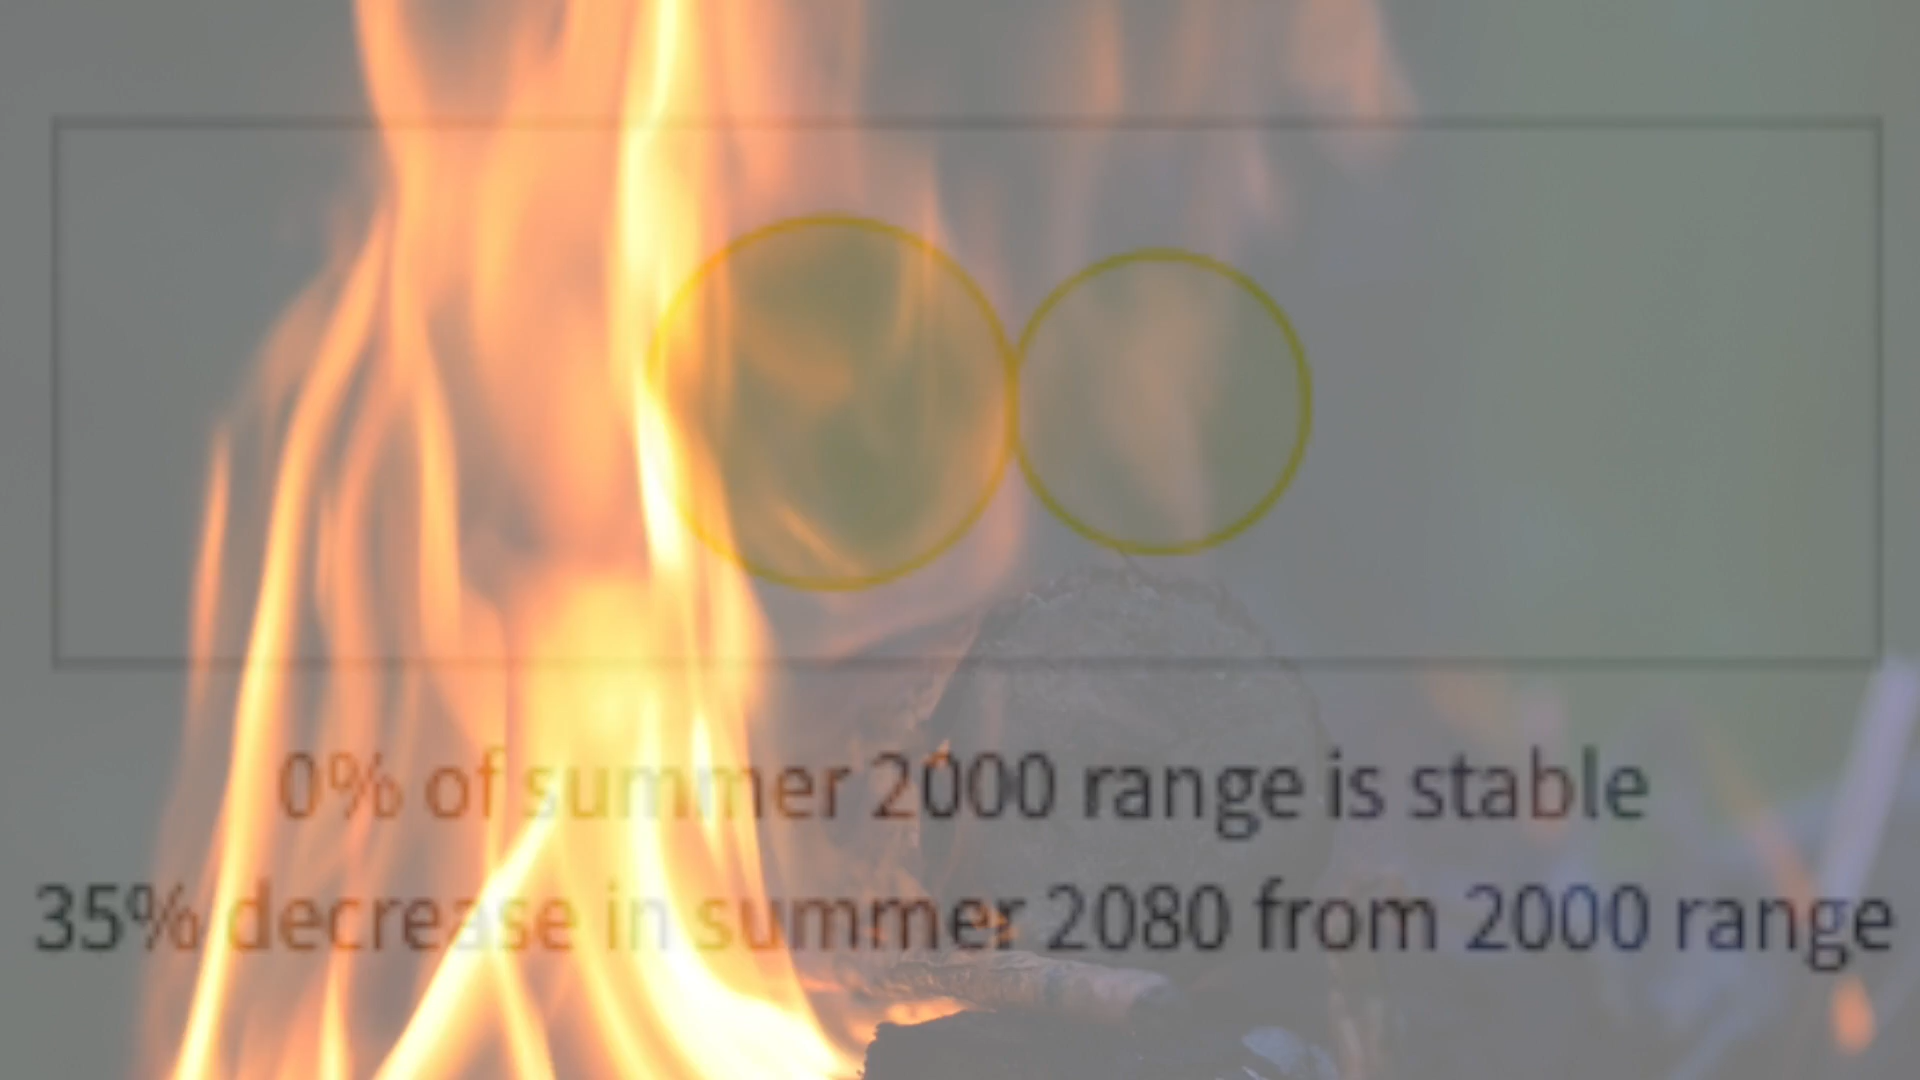 0% of summer 2000 range is stable
35% decrease in summer 2080 from 2000 range